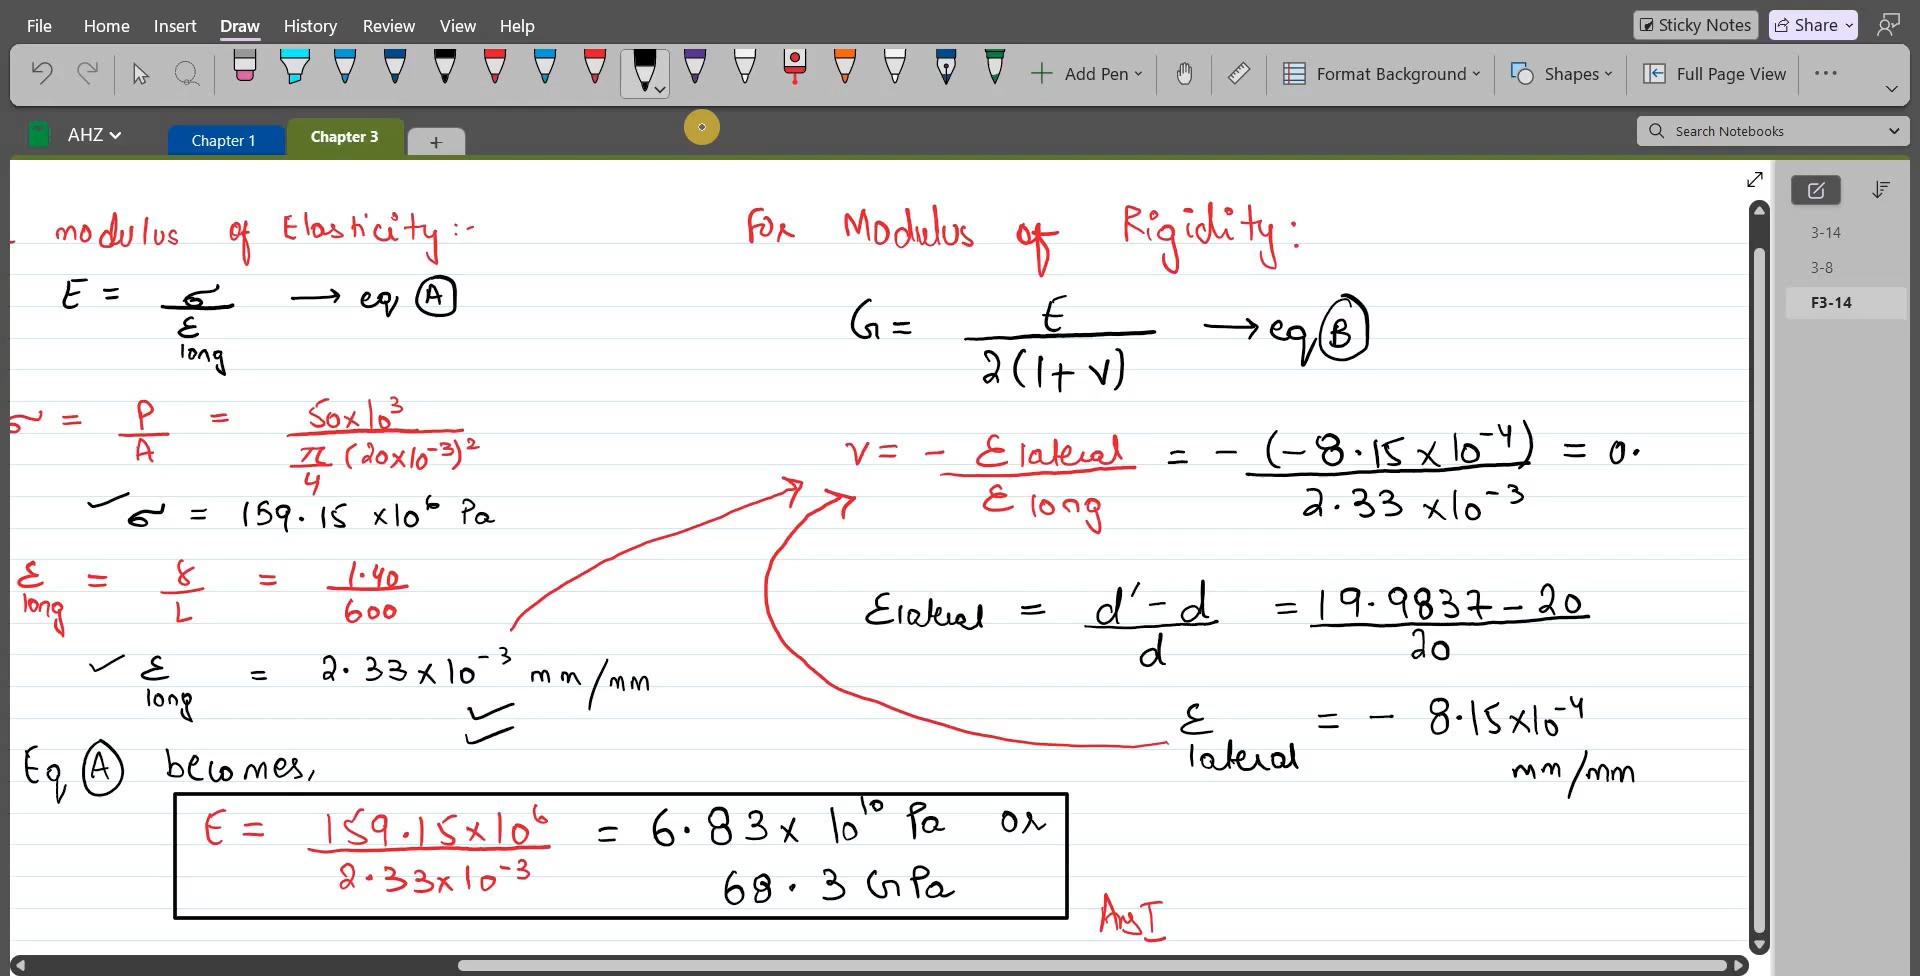 File Home Insert Draw History Review View Help Sticky Notes Share
Add Pen Format Background Shapes Full Page View
AHZ Chapter 1 Chapter 3 + Search Notebooks
3-14
3-8
F3-14
modulus of Elasticity:-
E = σ / ε long → eq A
σ = P / A = 50×10³ / π/4 (20×10⁻³)²
σ = 159.15 ×10⁶ Pa
ε long = δ / L = 1.40 / 600
ε long = 2.33×10⁻³ mm/mm
Eq A becomes,
E = 159.15×10⁶ / 2.33×10⁻³ = 6.83× 10¹⁰ Pa or
68.3 GPa
Ans I
For Modulus of Rigidity:
G = E / 2(1+ν) → eq B
ν = - ε lateral / ε long = - (-8.15×10⁻⁴) / 2.33×10⁻³ = 0.
ε lateral = d' - d / d = 19.9837 - 20 / 20
ε lateral = - 8.15×10⁻⁴
mm/mm